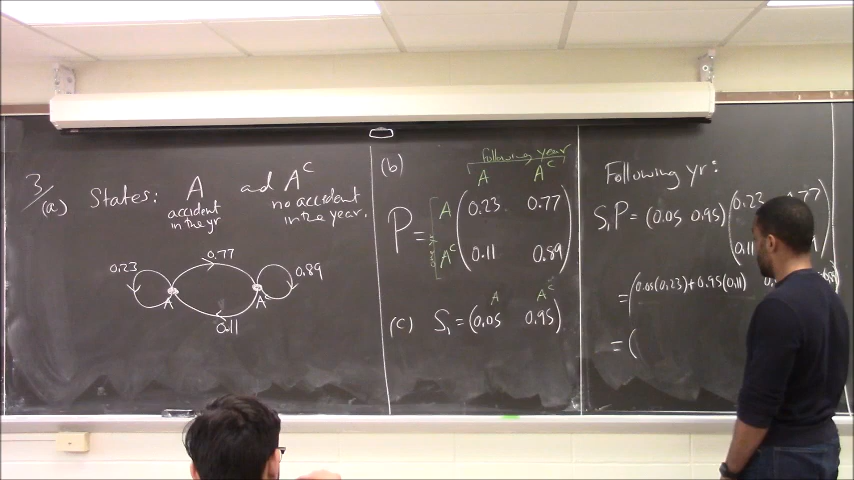 3/
(a) States: A and A^C
accident in the yr
no accident in the year.
0.23 0.77 0.89
A A
0.11
(b)
following year
A A^C
P = A (0.23 0.77)
A^C (0.11 0.89)
A A^C
(c) S₁ = (0.05 0.95)
Following yr:
S₁P = (0.05 0.95)(0.23 0.77
0.11
= (0.05(0.23)+0.95(0.11)
= (